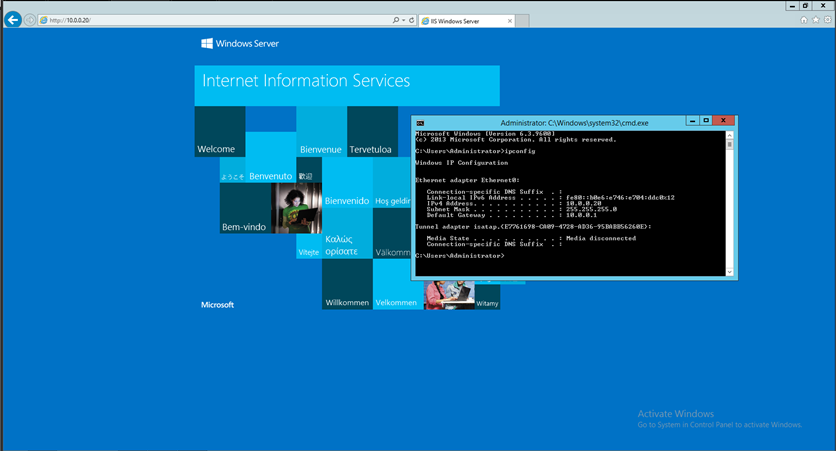 http://10.0.0.20/
IIS Windows Server
Windows Server
Internet Information Services
Welcome
Bienvenue
Tervetuloa
ようこそ
Benvenuto
歡迎
Bienvenido
Hoş geldin
Bem-vindo
Vítejte
Καλώς
ορίσατε
Välkomm
Willkommen
Velkommen
Witamy
Microsoft
Administrator: C:\Windows\system32\cmd.exe
Microsoft Windows [Version 6.3.9600]
(c) 2013 Microsoft Corporation. All rights reserved.
C:\Users\Administrator>ipconfig
Windows IP Configuration
Ethernet adapter Ethernet0:
Connection-specific DNS Suffix . :
Link-local IPv6 Address . . . . . : fe80::b0e6:e746:e704:ddc0%12
IPv4 Address. . . . . . . . . . . : 10.0.0.20
Subnet Mask . . . . . . . . . . . : 255.255.255.0
Default Gateway . . . . . . . . . : 10.0.0.1
Tunnel adapter isatap.{E7761698-CA09-4728-AD36-95BABB56260E}:
Media State . . . . . . . . . . . : Media disconnected
Connection-specific DNS Suffix . :
C:\Users\Administrator>
Activate Windows
Go to System in Control Panel to activate Windows.